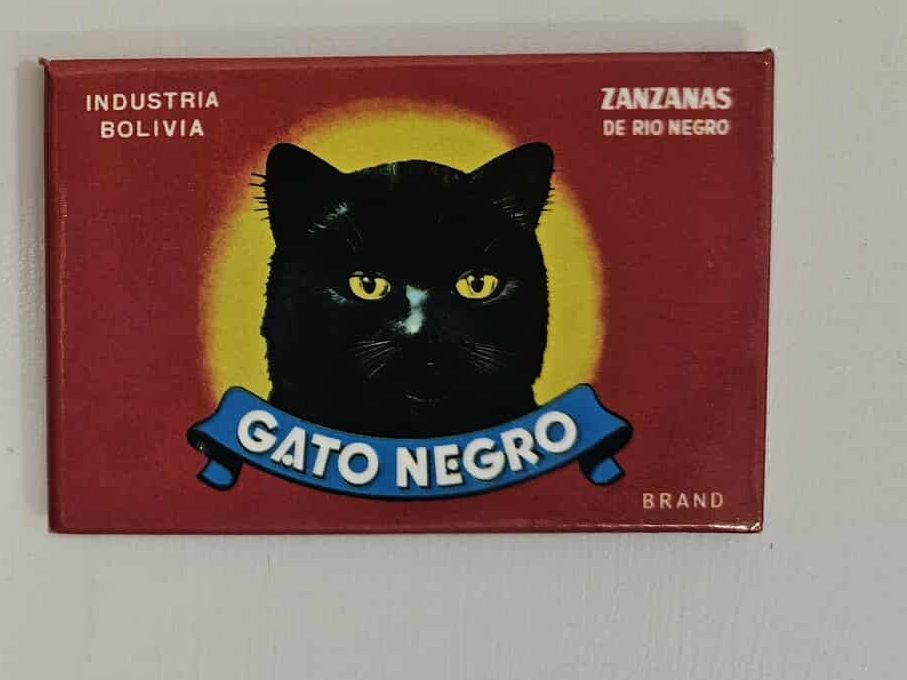 INDUSTRIA
BOLIVIA
ZANZANAS
DE RIO NEGRO
GATO NEGRO
BRAND